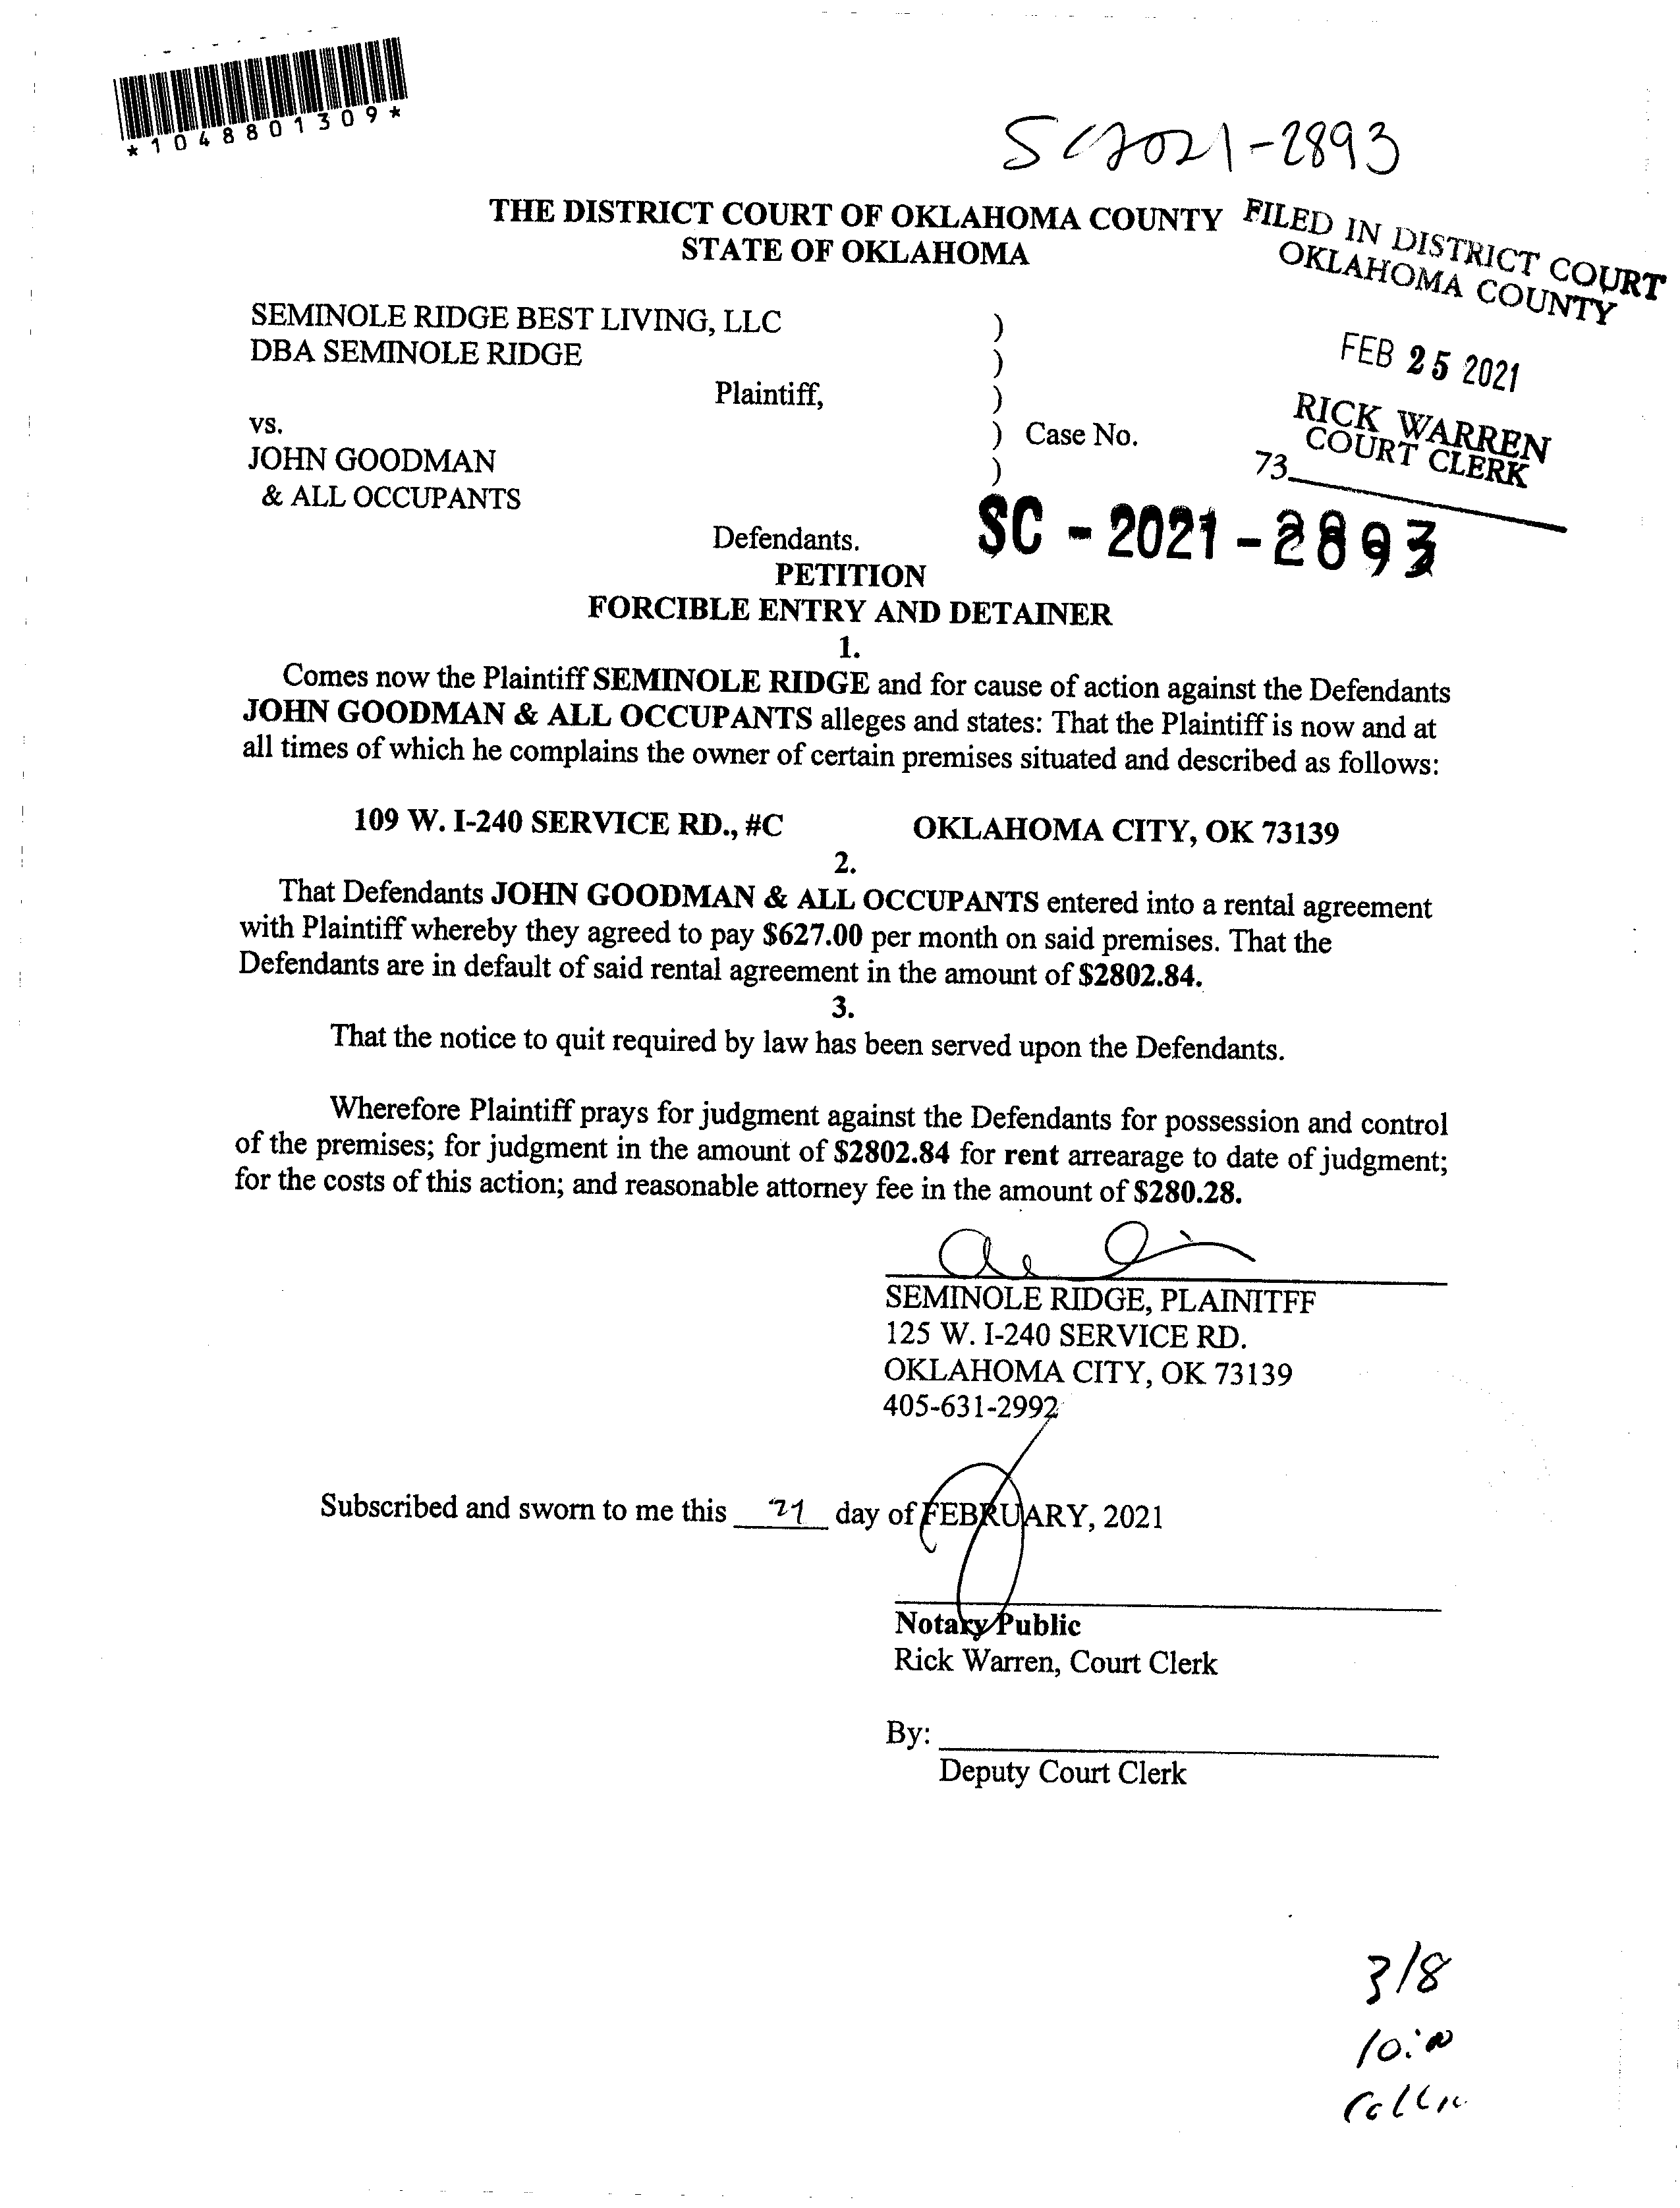 *1048801309*
SC2021-2893
THE DISTRICT COURT OF OKLAHOMA COUNTY
STATE OF OKLAHOMA
FILED IN DISTRICT COURT
OKLAHOMA COUNTY
FEB 25 2021
RICK WARREN
COURT CLERK
73
SEMINOLE RIDGE BEST LIVING, LLC )
DBA SEMINOLE RIDGE )
Plaintiff, )
vs. ) Case No.
JOHN GOODMAN )
& ALL OCCUPANTS
SC - 2021 - 2893
Defendants.
PETITION
FORCIBLE ENTRY AND DETAINER
1.
Comes now the Plaintiff SEMINOLE RIDGE and for cause of action against the Defendants
JOHN GOODMAN & ALL OCCUPANTS alleges and states: That the Plaintiff is now and at
all times of which he complains the owner of certain premises situated and described as follows:
109 W. I-240 SERVICE RD., #C OKLAHOMA CITY, OK 73139
2.
That Defendants JOHN GOODMAN & ALL OCCUPANTS entered into a rental agreement
with Plaintiff whereby they agreed to pay $627.00 per month on said premises. That the
Defendants are in default of said rental agreement in the amount of $2802.84.
3.
That the notice to quit required by law has been served upon the Defendants.
Wherefore Plaintiff prays for judgment against the Defendants for possession and control
of the premises; for judgment in the amount of $2802.84 for rent arrearage to date of judgment;
for the costs of this action; and reasonable attorney fee in the amount of $280.28.
SEMINOLE RIDGE, PLAINITFF
125 W. I-240 SERVICE RD.
OKLAHOMA CITY, OK 73139
405-631-2992
Subscribed and sworn to me this day of FEBRUARY, 2021
Notary Public
Rick Warren, Court Clerk
By:
Deputy Court Clerk
3/8